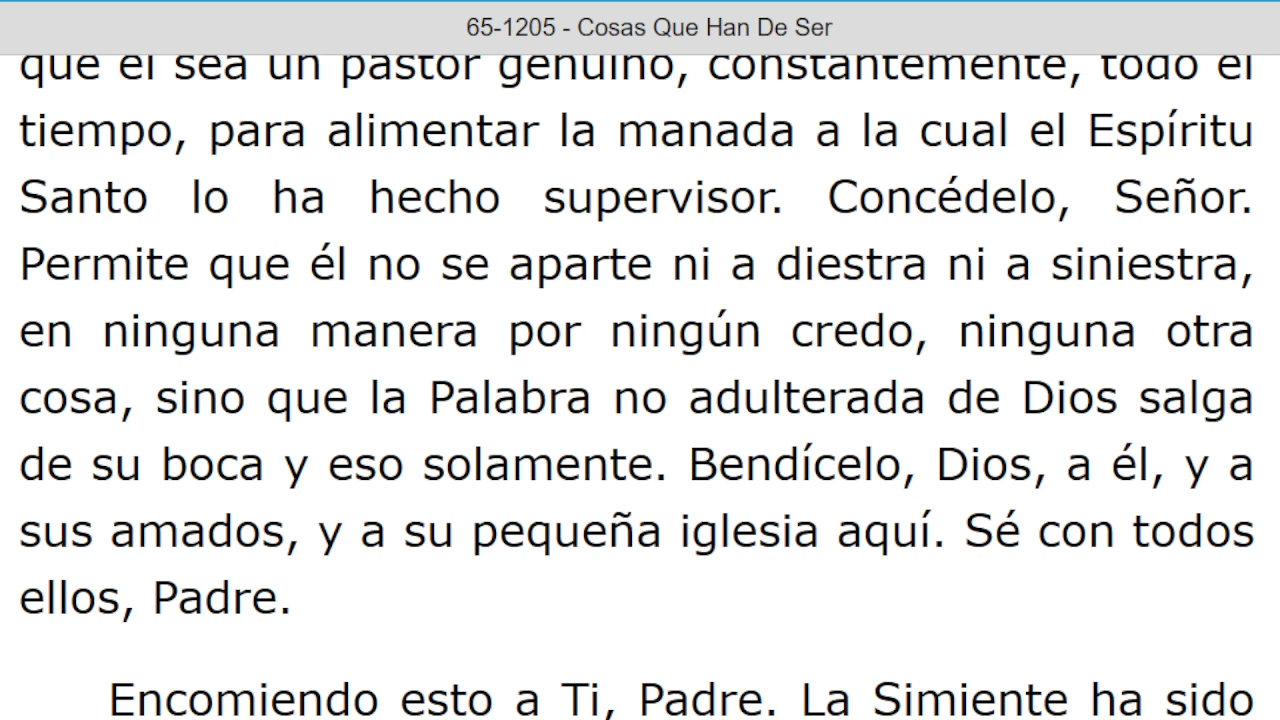 65-1205 - Cosas Que Han De Ser
que él sea un pastor genuino, constantemente, todo el
tiempo, para alimentar la manada a la cual el Espíritu
Santo lo ha hecho supervisor. Concédelo, Señor.
Permite que él no se aparte ni a diestra ni a siniestra,
en ninguna manera por ningún credo, ninguna otra
cosa, sino que la Palabra no adulterada de Dios salga
de su boca y eso solamente. Bendícelo, Dios, a él, y a
sus amados, y a su pequeña iglesia aquí. Sé con todos
ellos, Padre.
Encomiendo esto a Ti, Padre. La Simiente ha sido